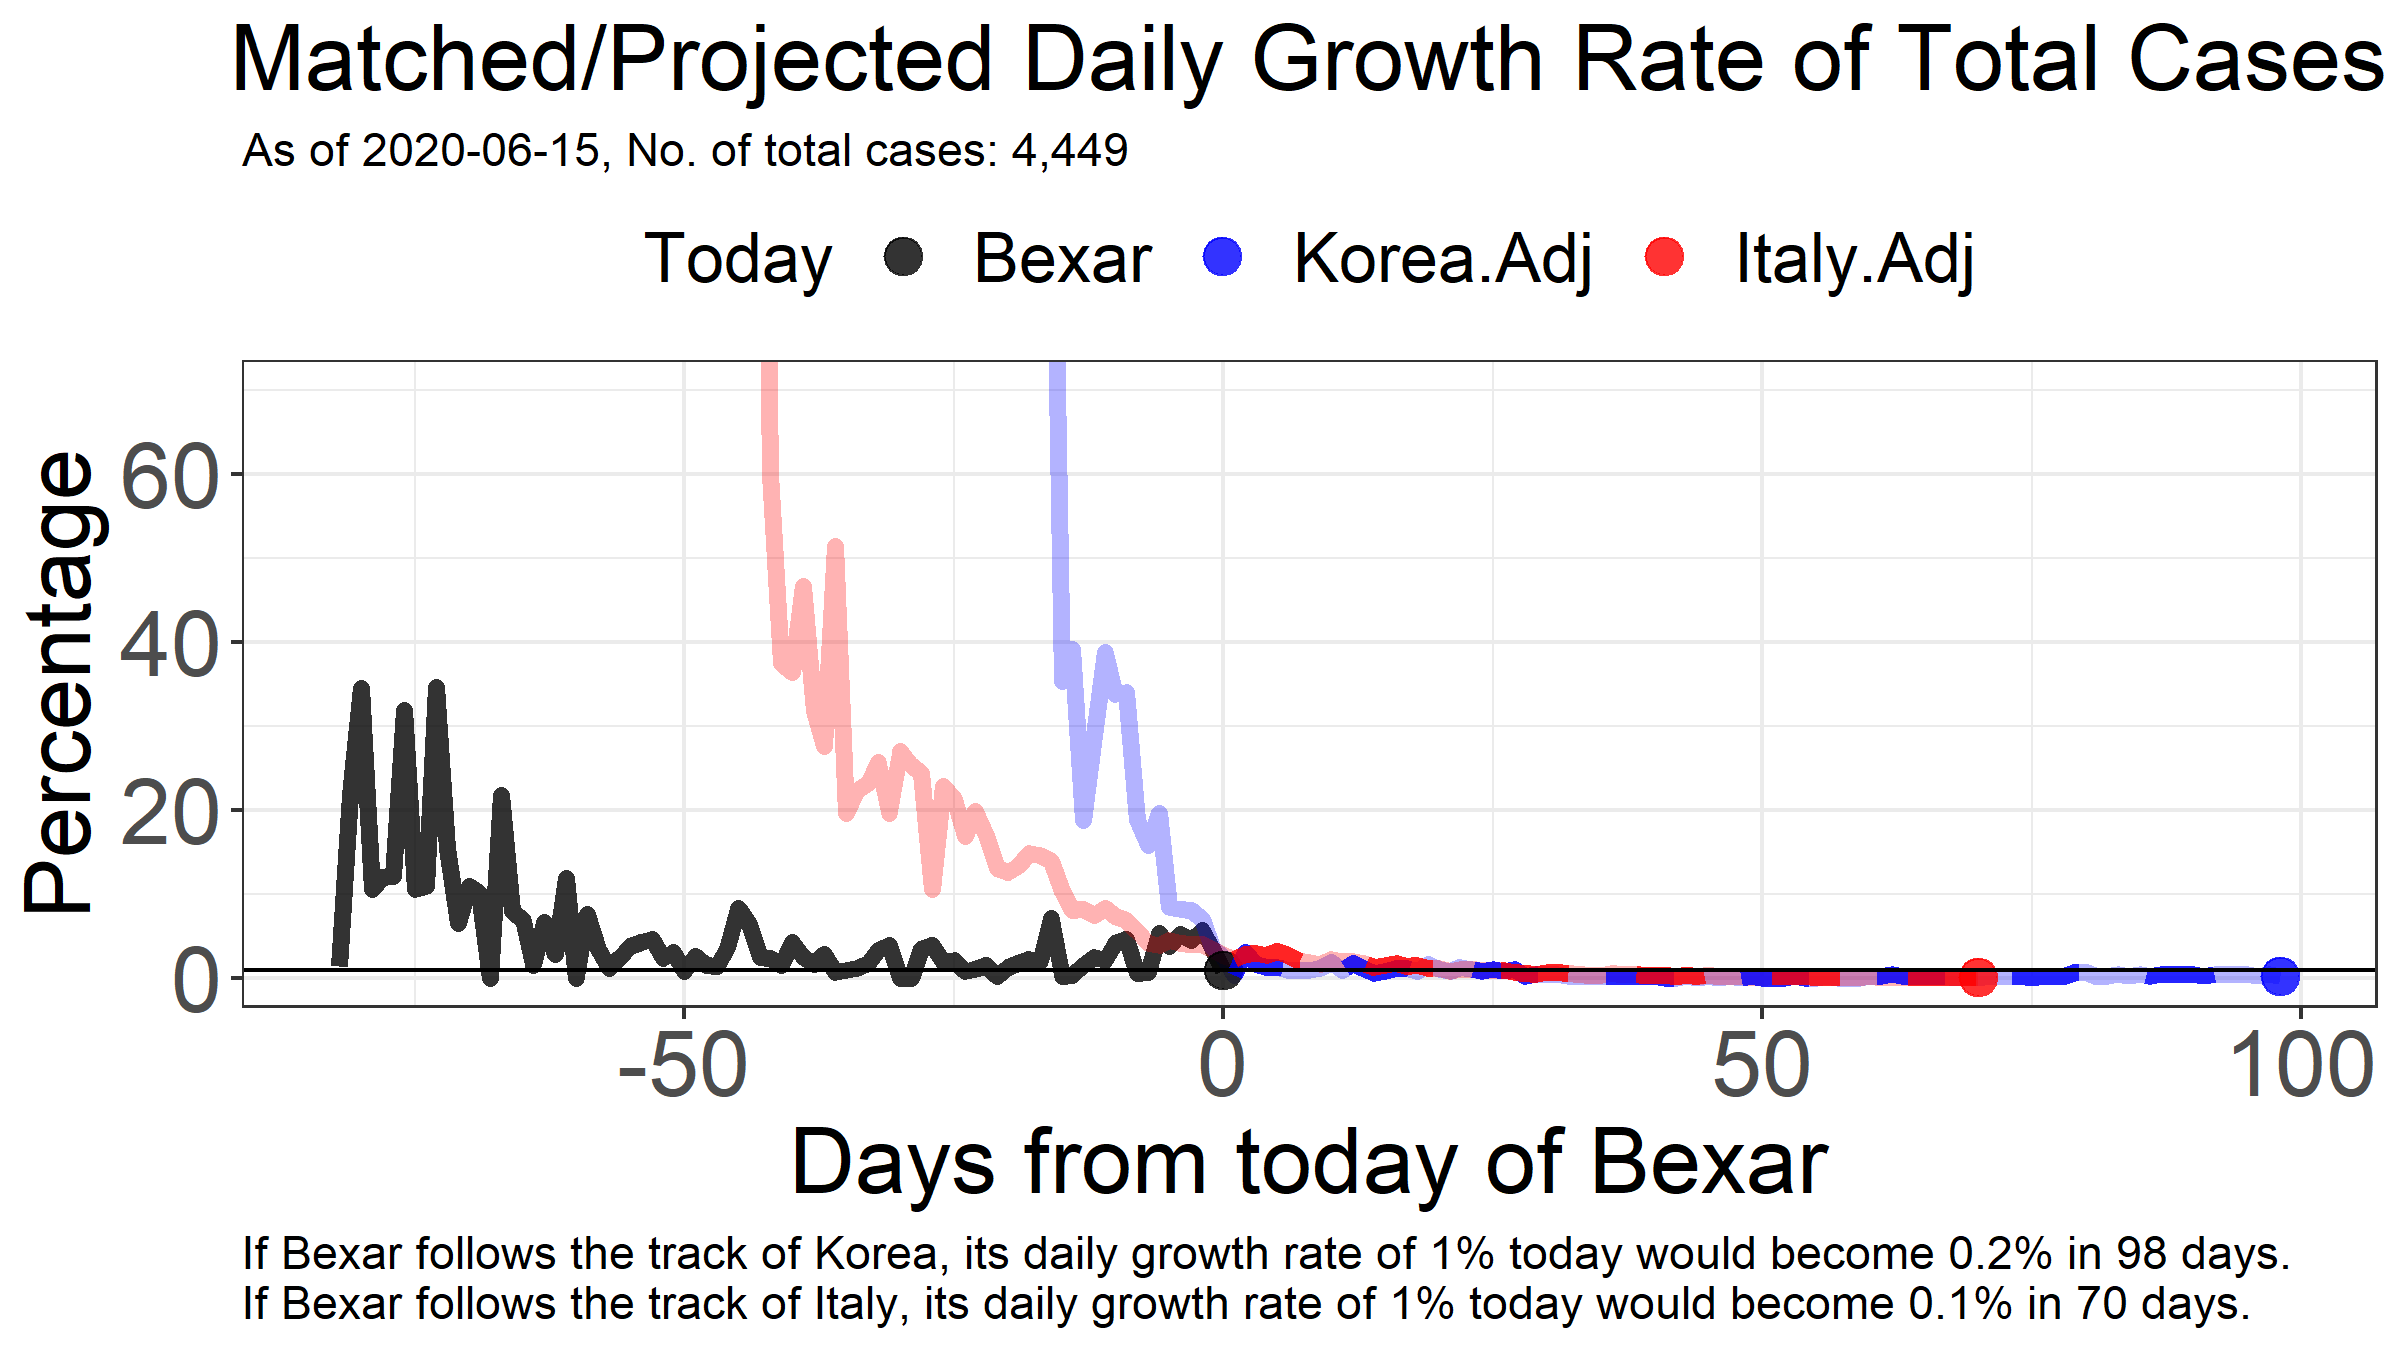 Matched/Projected Daily Growth Rate of Total Cases
As of 2020-06-15, No. of total cases: 4,449
Today Bexar Korea.Adj Italy.Adj
Percentage
60
40
20
0
-50 0 50 100
Days from today of Bexar
If Bexar follows the track of Korea, its daily growth rate of 1% today would become 0.2% in 98 days.
If Bexar follows the track of Italy, its daily growth rate of 1% today would become 0.1% in 70 days.